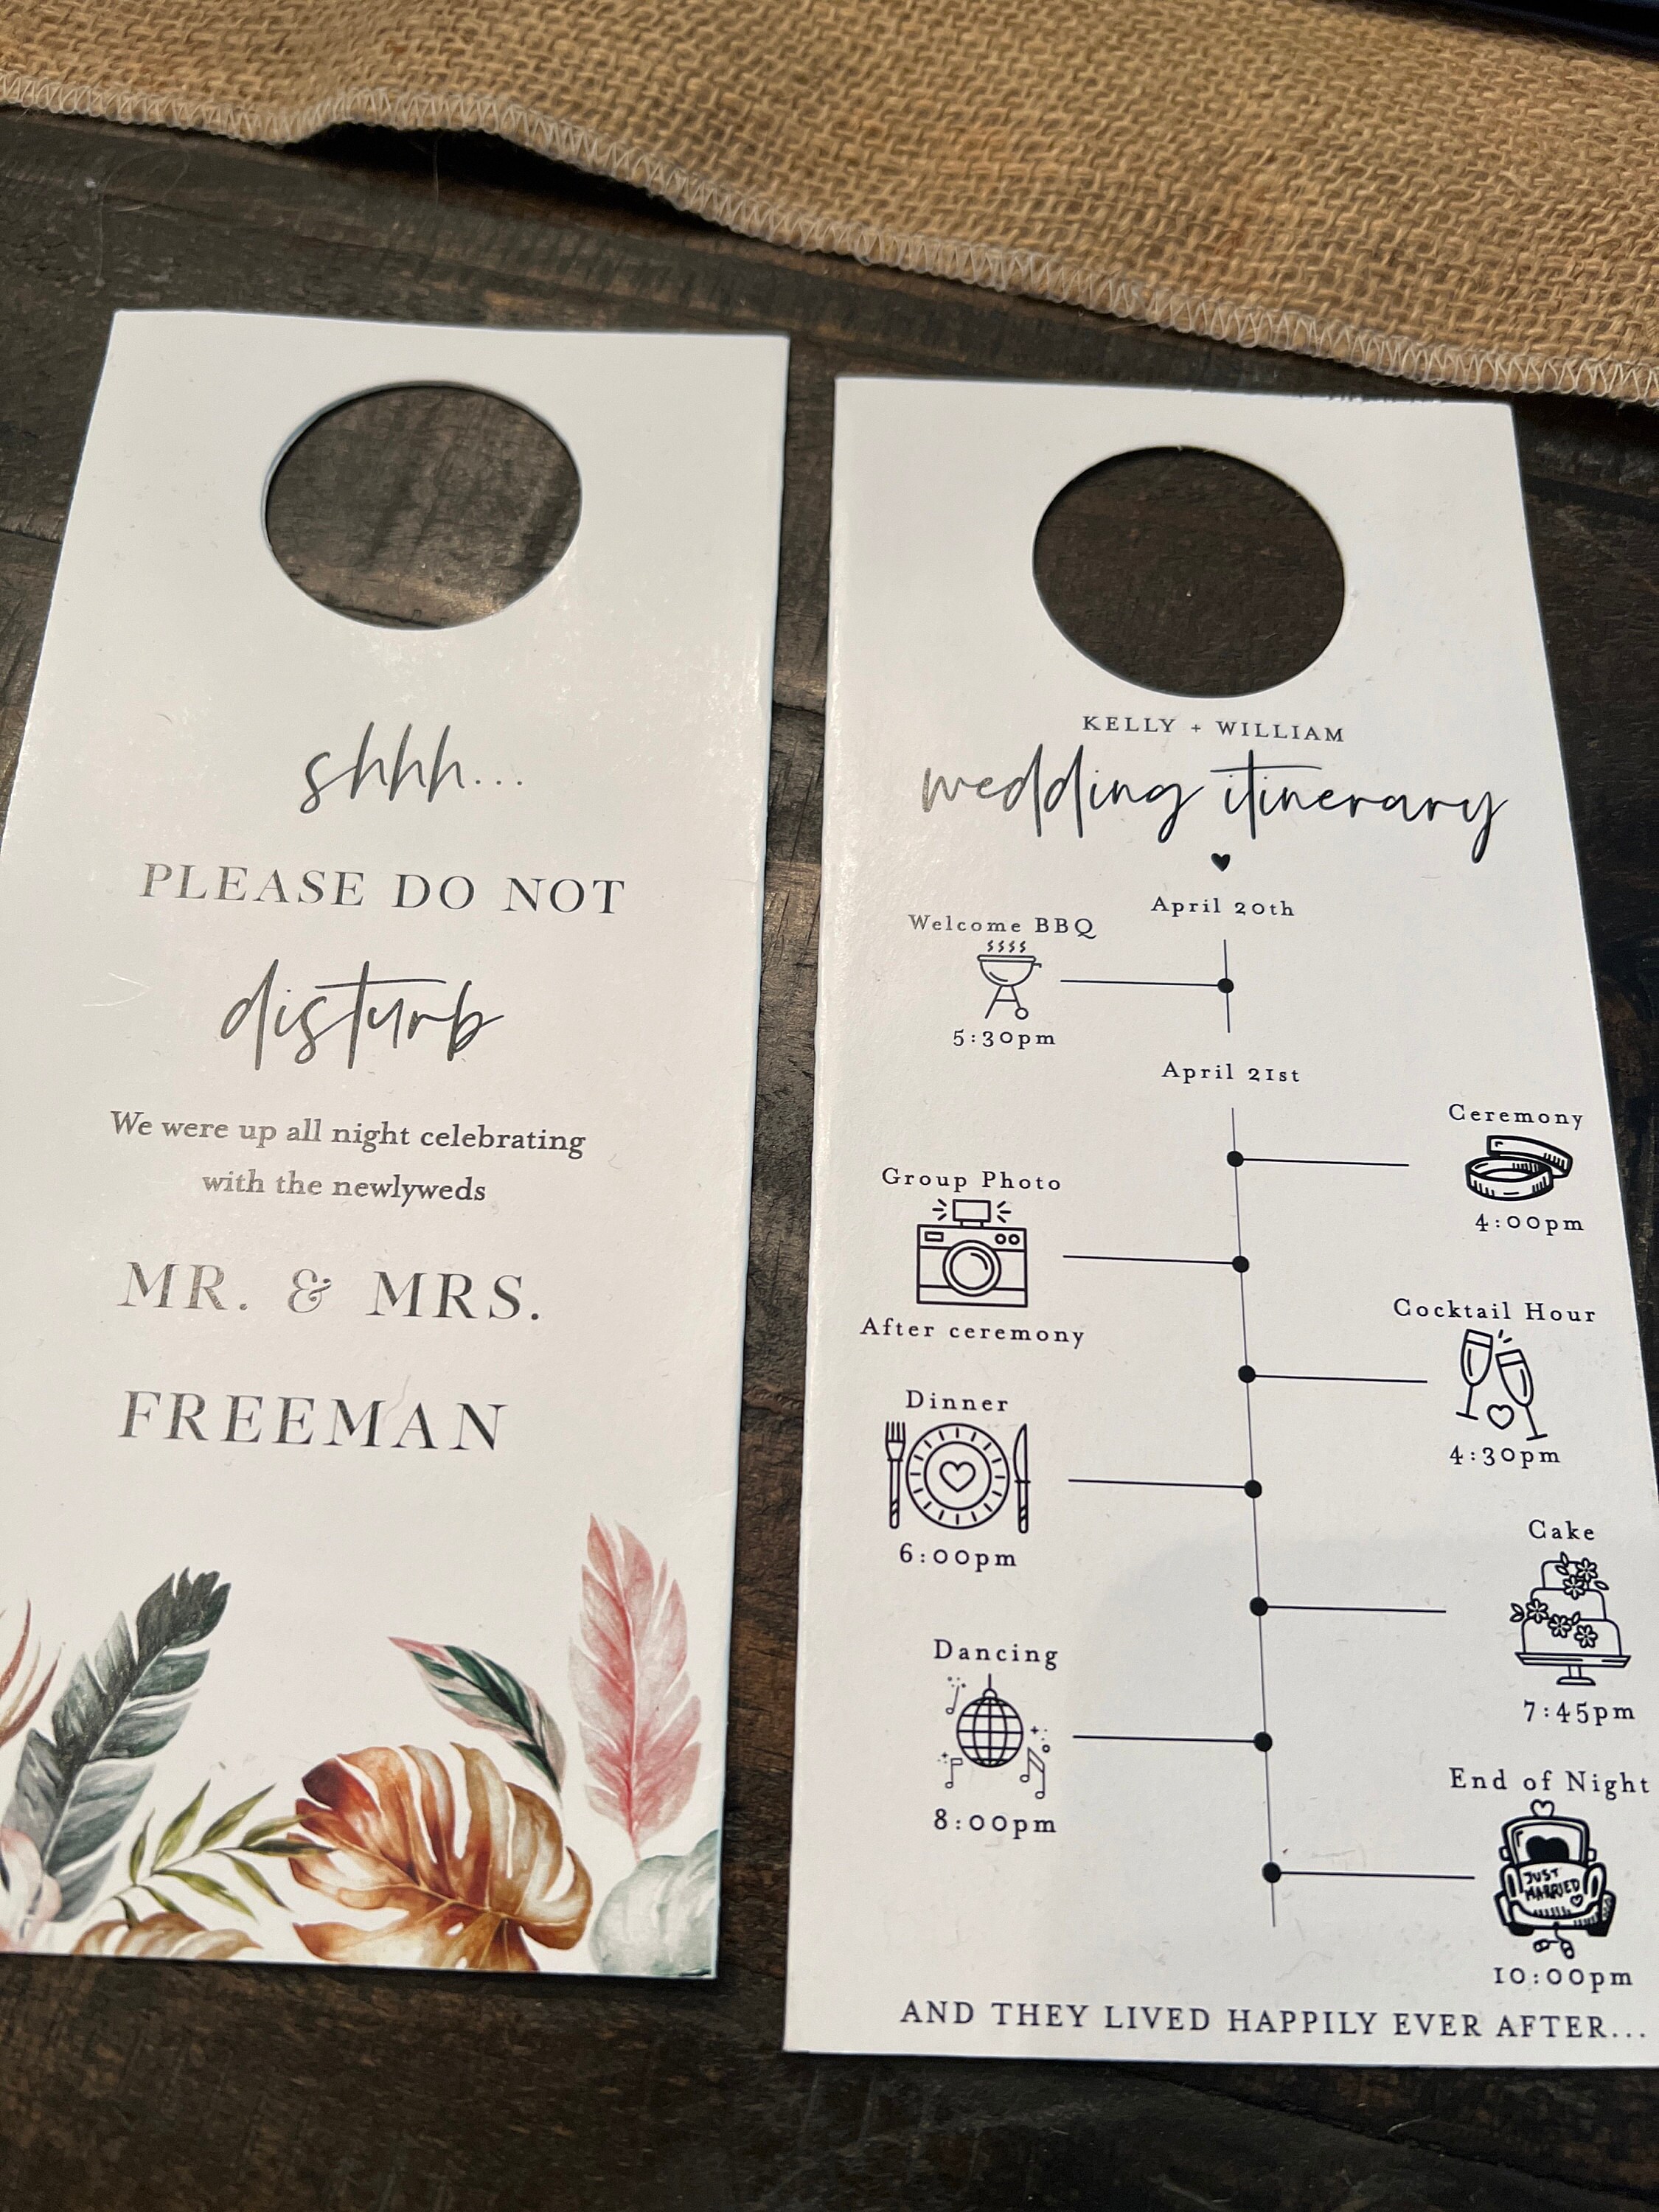 shhh...
PLEASE DO NOT
disturb
We were up all night celebrating
with the newlyweds
MR. & MRS.
FREEMAN
KELLY + WILLIAM
wedding itinerary
April 20th
Welcome BBQ
5:30pm
April 21st
Ceremony
4:00pm
Group Photo
After ceremony
Cocktail Hour
4:30pm
Dinner
6:00pm
Cake
7:45pm
Dancing
8:00pm
End of Night
JUST
MARRIED
10:00pm
AND THEY LIVED HAPPILY EVER AFTER...